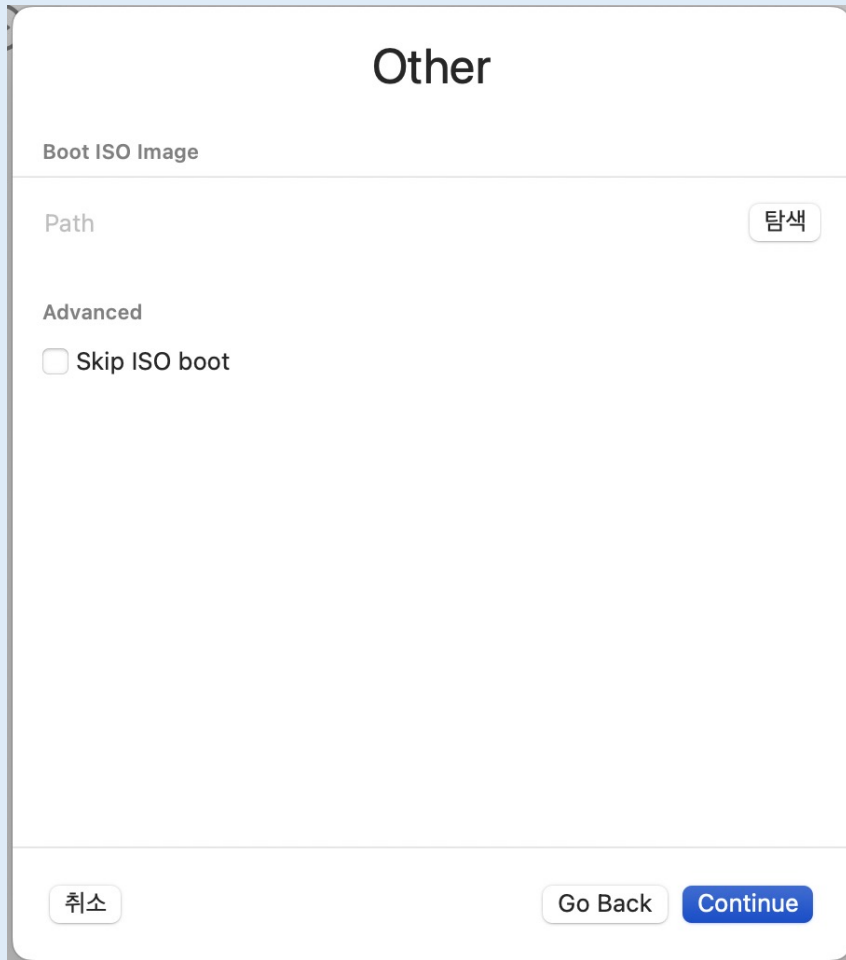 Other
Boot ISO Image
Path
탐색
Advanced
Skip ISO boot
취소
Go Back
Continue